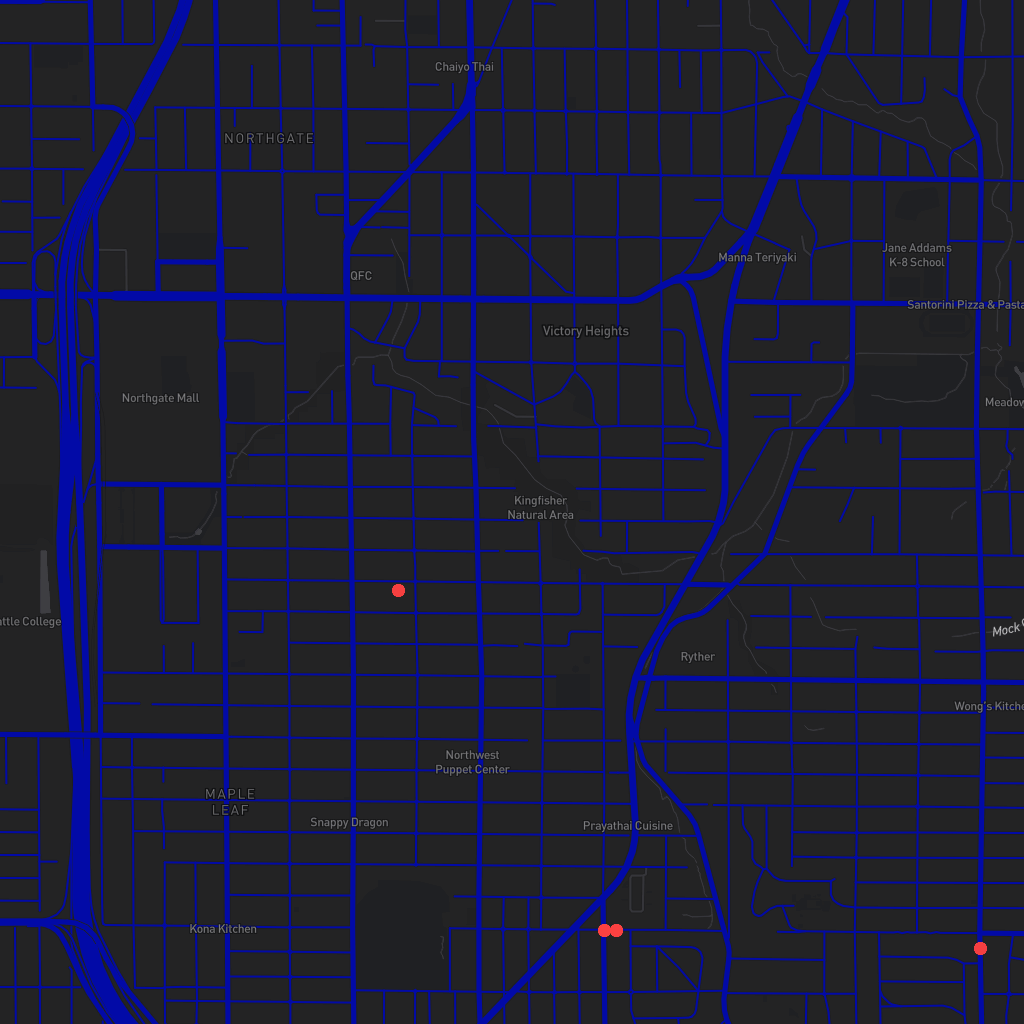 Chaiyo Thai
NORTHGATE
Jane Addams
K-8 School
Manna Teriyaki
QFC
Santorini Pizza & Pasta
Victory Heights
Northgate Mall
Meadow
Kingfisher
Natural Area
attle College
Mock
Ryther
Wong's Kitche
Northwest
Puppet Center
MAPLE
LEAF
Snappy Dragon
Prayathai Cuisine
Kona Kitchen